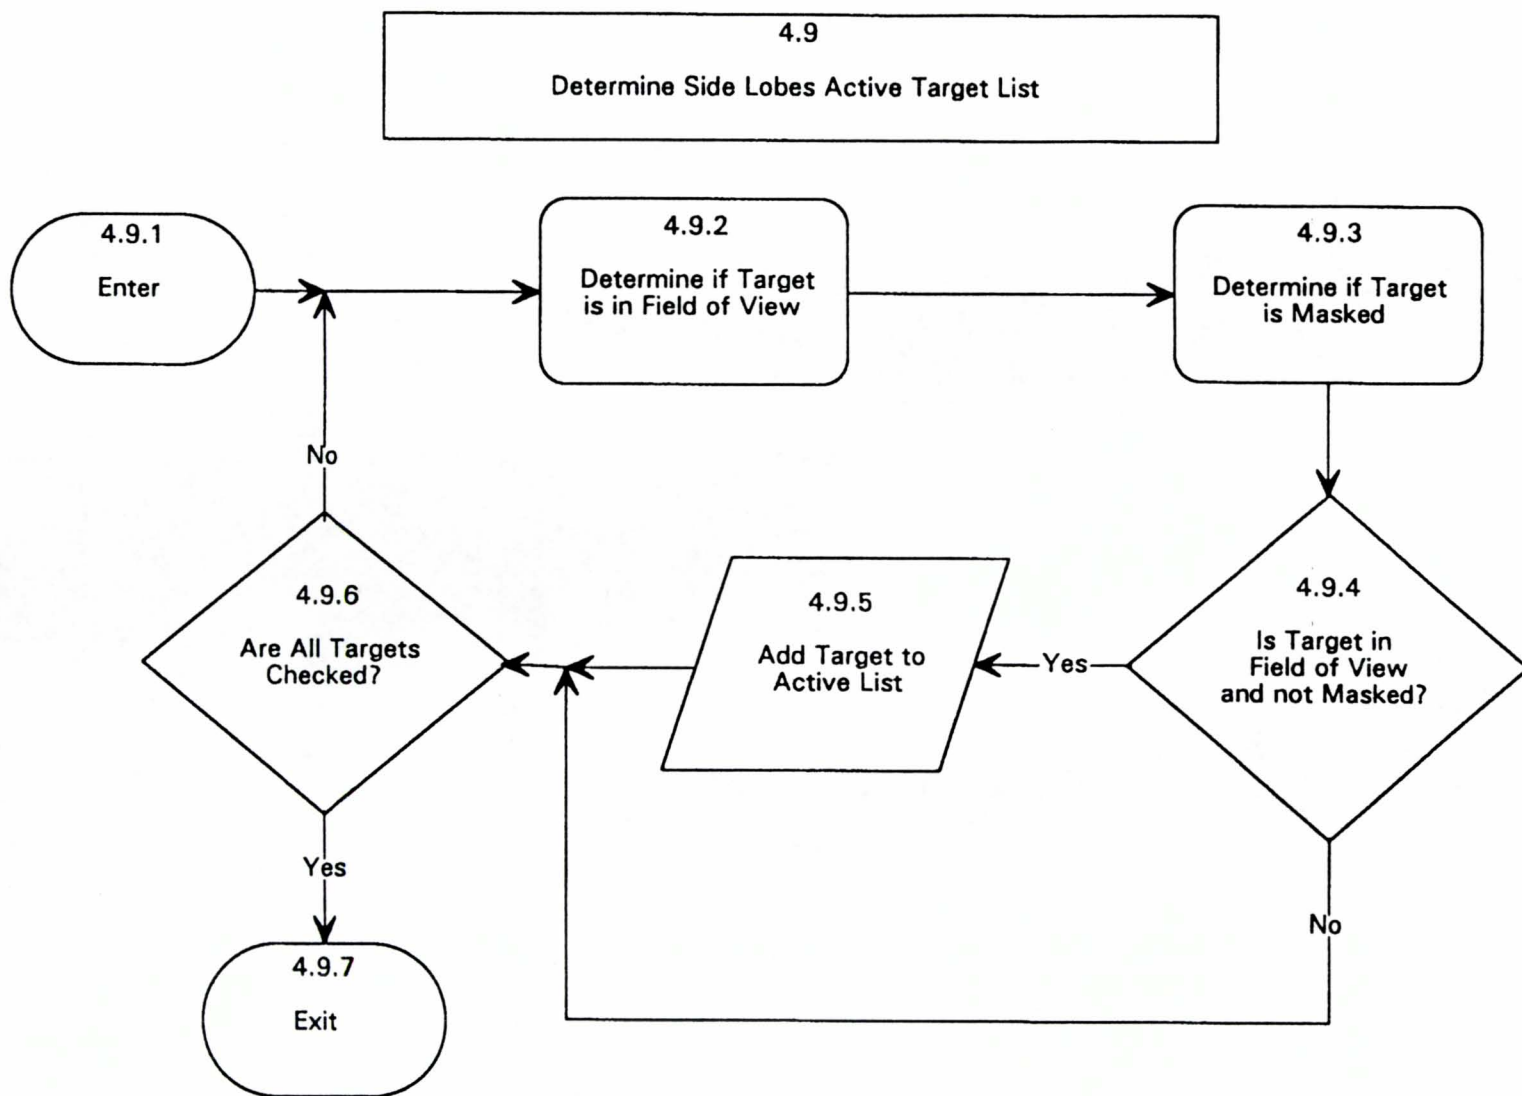 4.9
Determine Side Lobes Active Target List
4.9.1
Enter
4.9.2
Determine if Target
is in Field of View
4.9.3
Determine if Target
is Masked
4.9.4
Is Target in
Field of View
and not Masked?
Yes
No
4.9.5
Add Target to
Active List
4.9.6
Are All Targets
Checked?
No
Yes
4.9.7
Exit